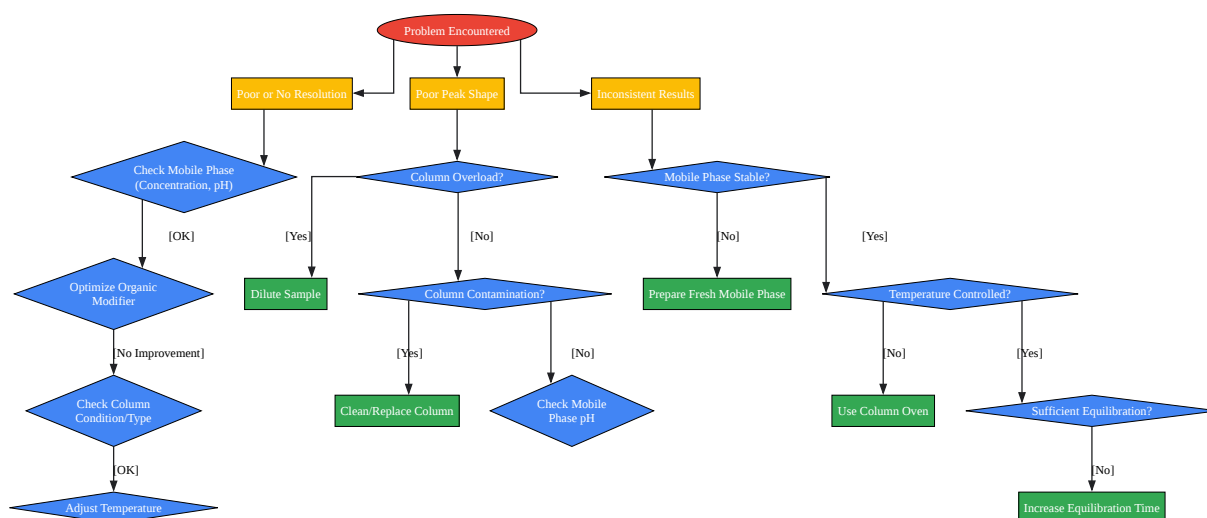 Problem Encountered
Poor or No Resolution
Poor Peak Shape
Inconsistent Results
Check Mobile Phase
(Concentration, pH)
Column Overload?
Mobile Phase Stable?
[OK]
[Yes]
[No]
[No]
[Yes]
Optimize Organic
Modifier
Dilute Sample
Column Contamination?
Prepare Fresh Mobile Phase
Temperature Controlled?
[No Improvement]
[Yes]
[No]
[No]
[Yes]
Check Column
Condition/Type
Clean/Replace Column
Check Mobile
Phase pH
Use Column Oven
Sufficient Equilibration?
[OK]
[No]
Adjust Temperature
Increase Equilibration Time